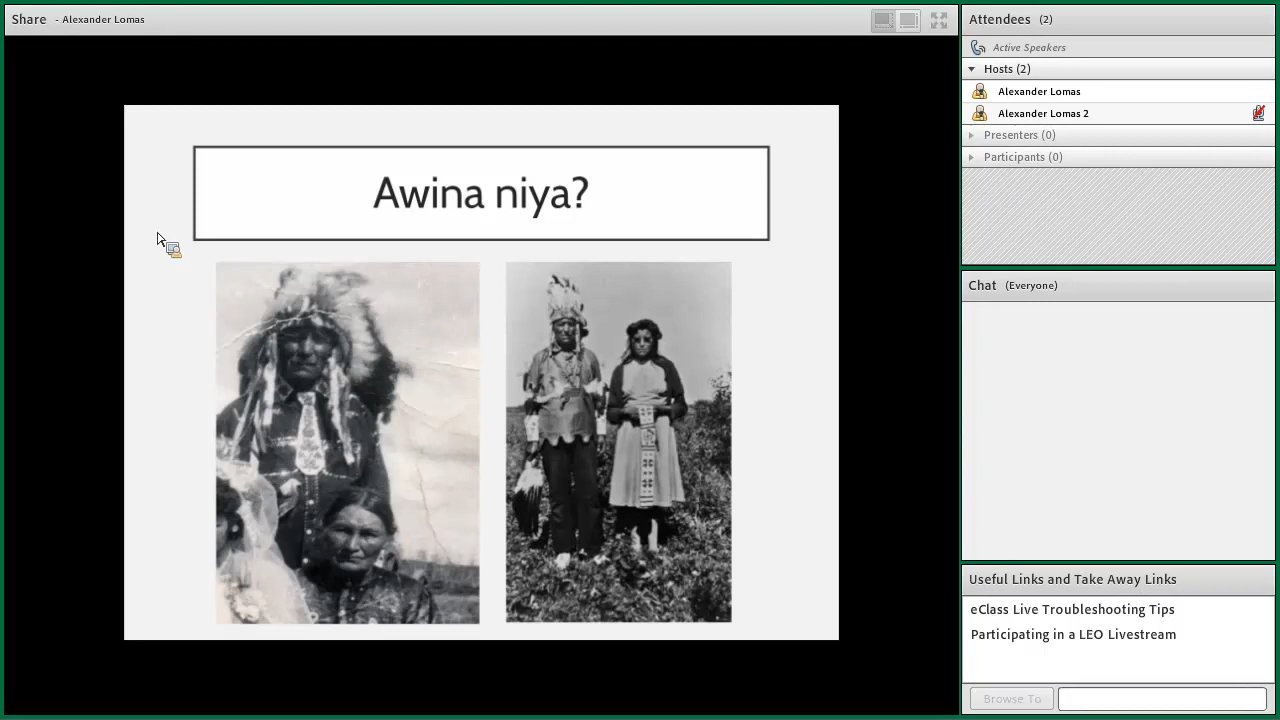 Share - Alexander Lomas
Awina niya?
Attendees (2)
Active Speakers
Hosts (2)
Alexander Lomas
Alexander Lomas 2
Presenters (0)
Participants (0)
Chat (Everyone)
Useful Links and Take Away Links
eClass Live Troubleshooting Tips
Participating in a LEO Livestream
Browse To